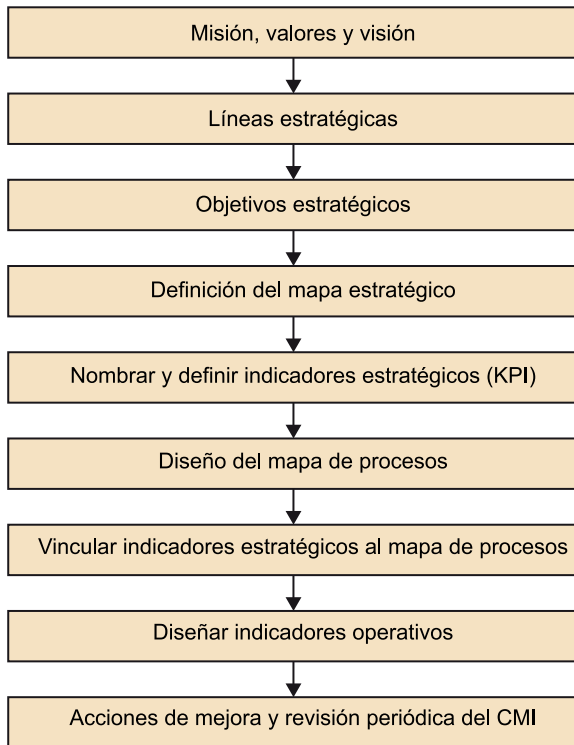 Misión, valores y visión
Líneas estratégicas
Objetivos estratégicos
Definición del mapa estratégico
Nombrar y definir indicadores estratégicos (KPI)
Diseño del mapa de procesos
Vincular indicadores estratégicos al mapa de procesos
Diseñar indicadores operativos
Acciones de mejora y revisión periódica del CMI